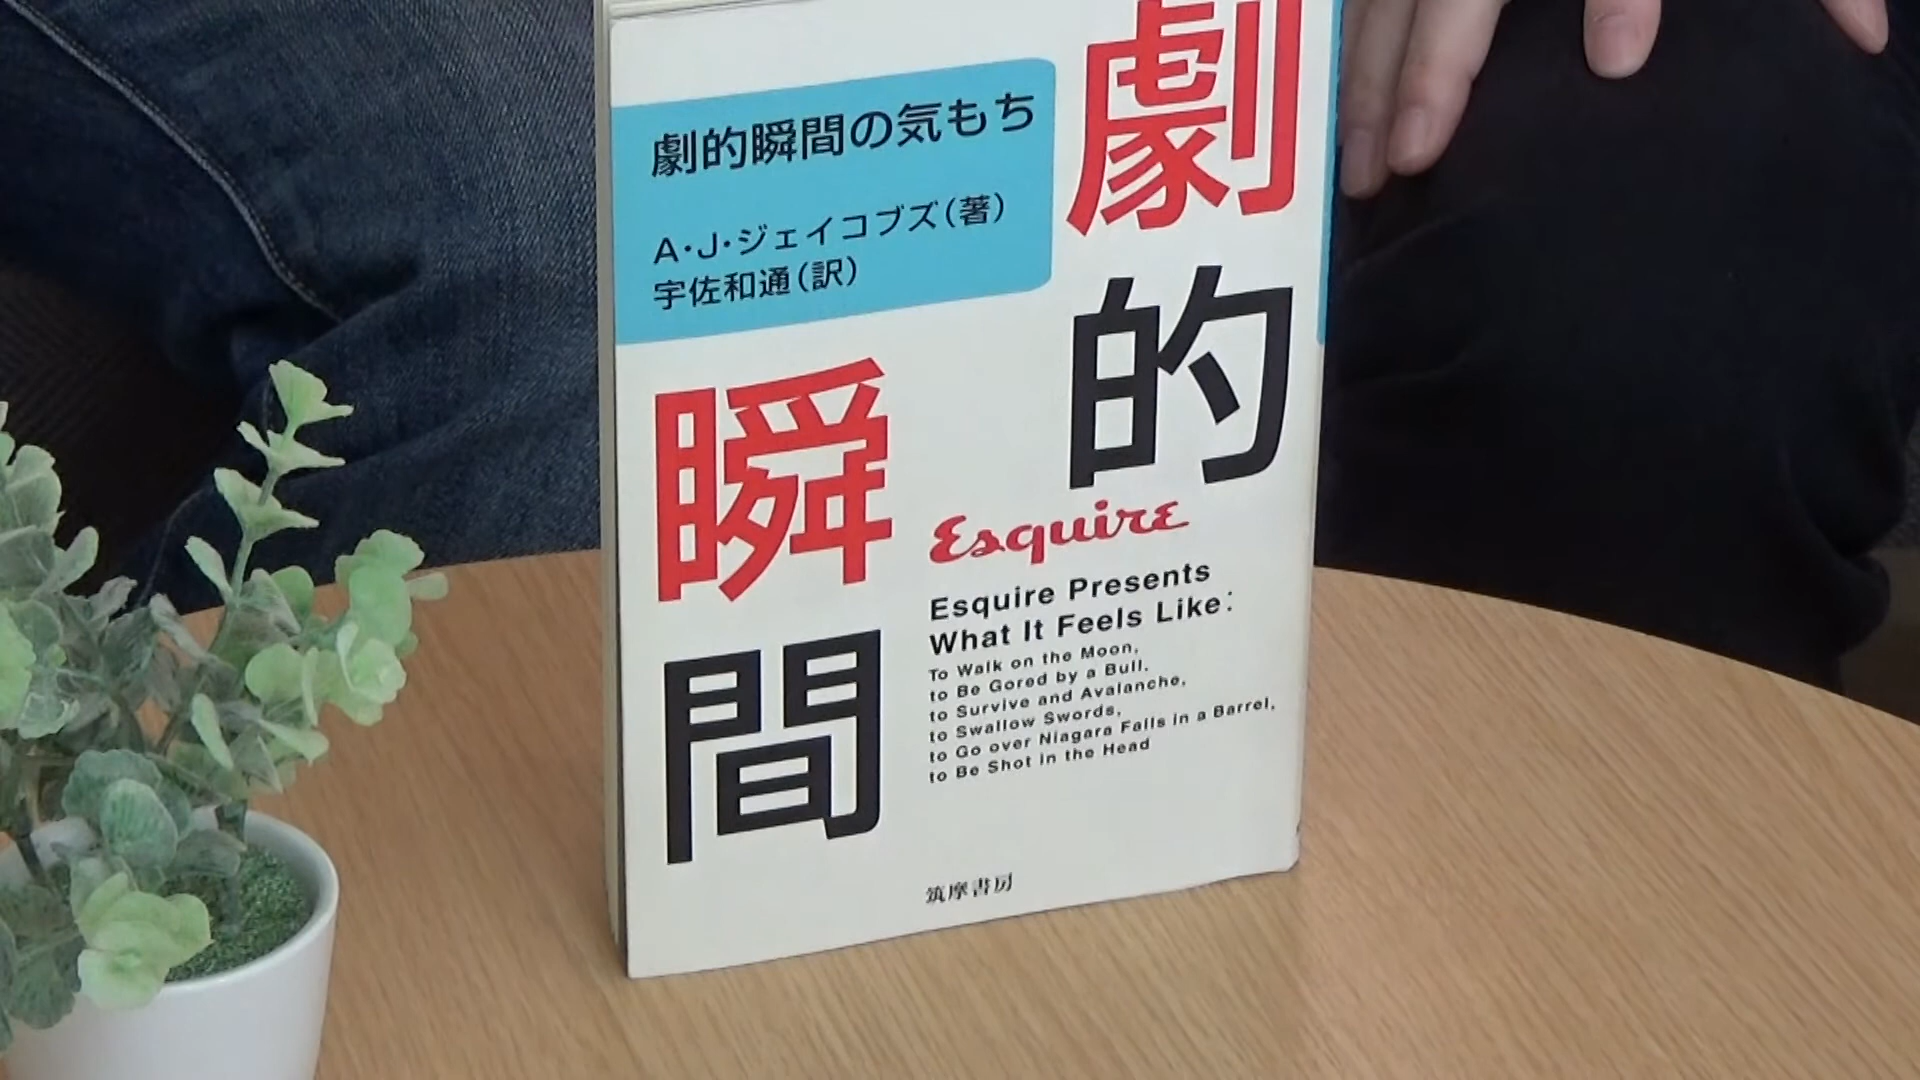 劇的瞬間の気もち
A・J・ジェイコブズ(著)
宇佐和通(訳)
劇的
瞬間
Esquire
Esquire Presents
What It Feels Like:
To Walk on the Moon,
to Be Gored by a Bull,
to Survive and Avalanche,
to Swallow Swords,
to Go over Niagara Falls in a Barrel,
to Be Shot in the Head
筑摩書房